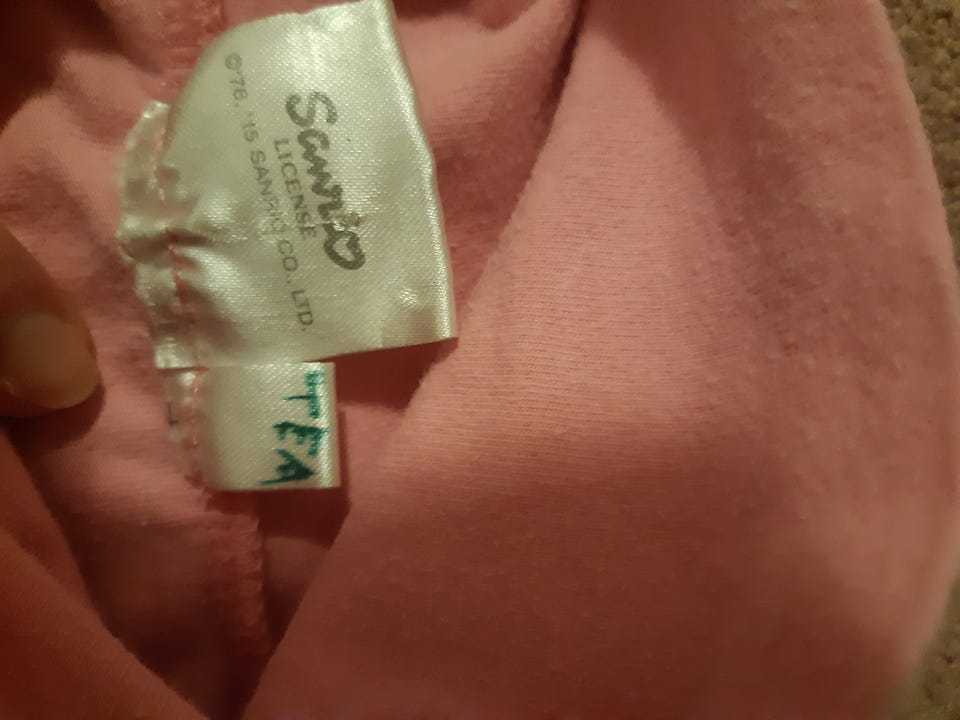 Sanrio
LICENSE
©'76, '15 SANRIO CO., LTD.
TEA